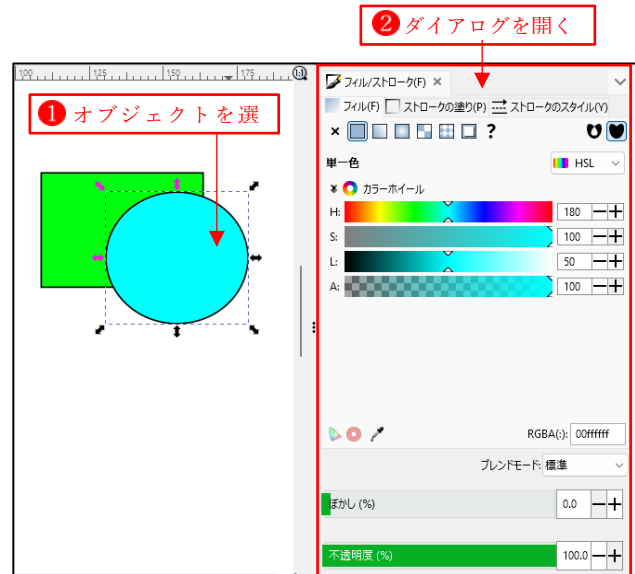 ❷ダイアログを開く
100 125 150 175 1:1
フィル/ストローク(F) ×
❶オブジェクトを選
フィル(F) ストロークの塗り(P) ストロークのスタイル(Y)
× ?
単一色 HSL
カラーホイール
H: 180
S: 100
L: 50
A: 100
RGBA(:): 00ffffff
ブレンドモード: 標準
ぼかし (%) 0.0
不透明度 (%) 100.0